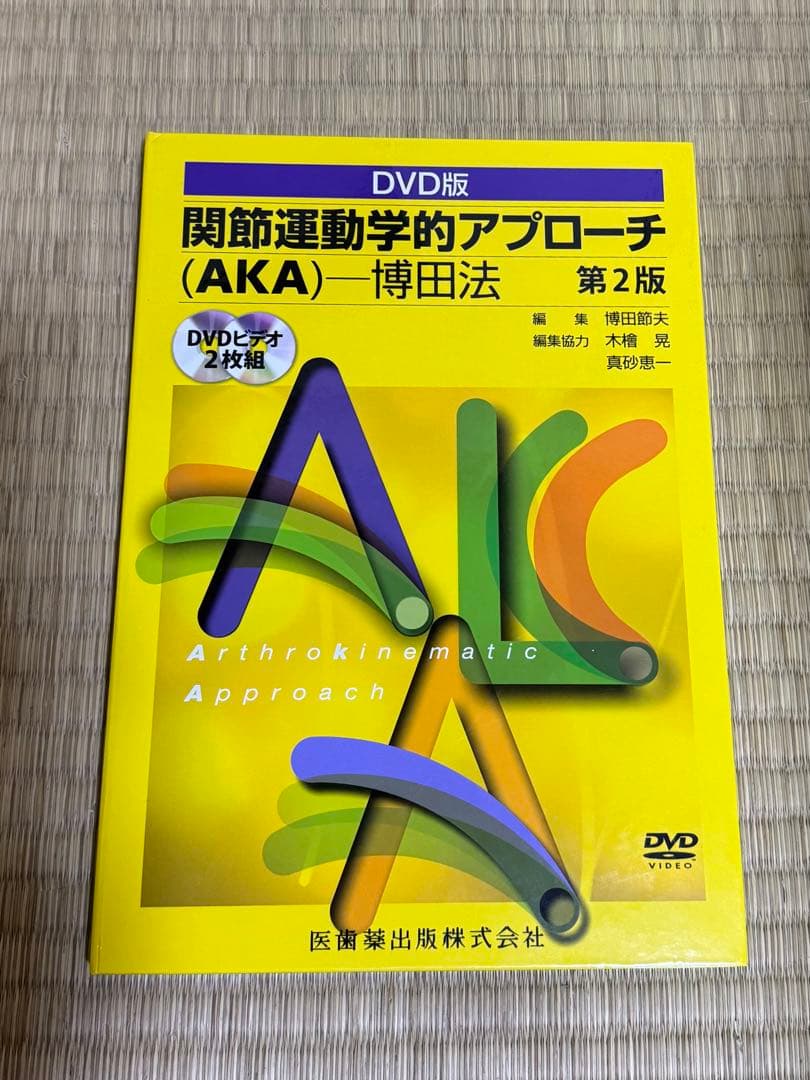 DVD版
関節運動学的アプローチ
(AKA)―博田法 第2版
編 集 博田節夫
編集協力 木檜 晃
真砂恵一
DVDビデオ
2枚組
AKA
Arthrokinematic
Approach
DVD
VIDEO
医歯薬出版株式会社